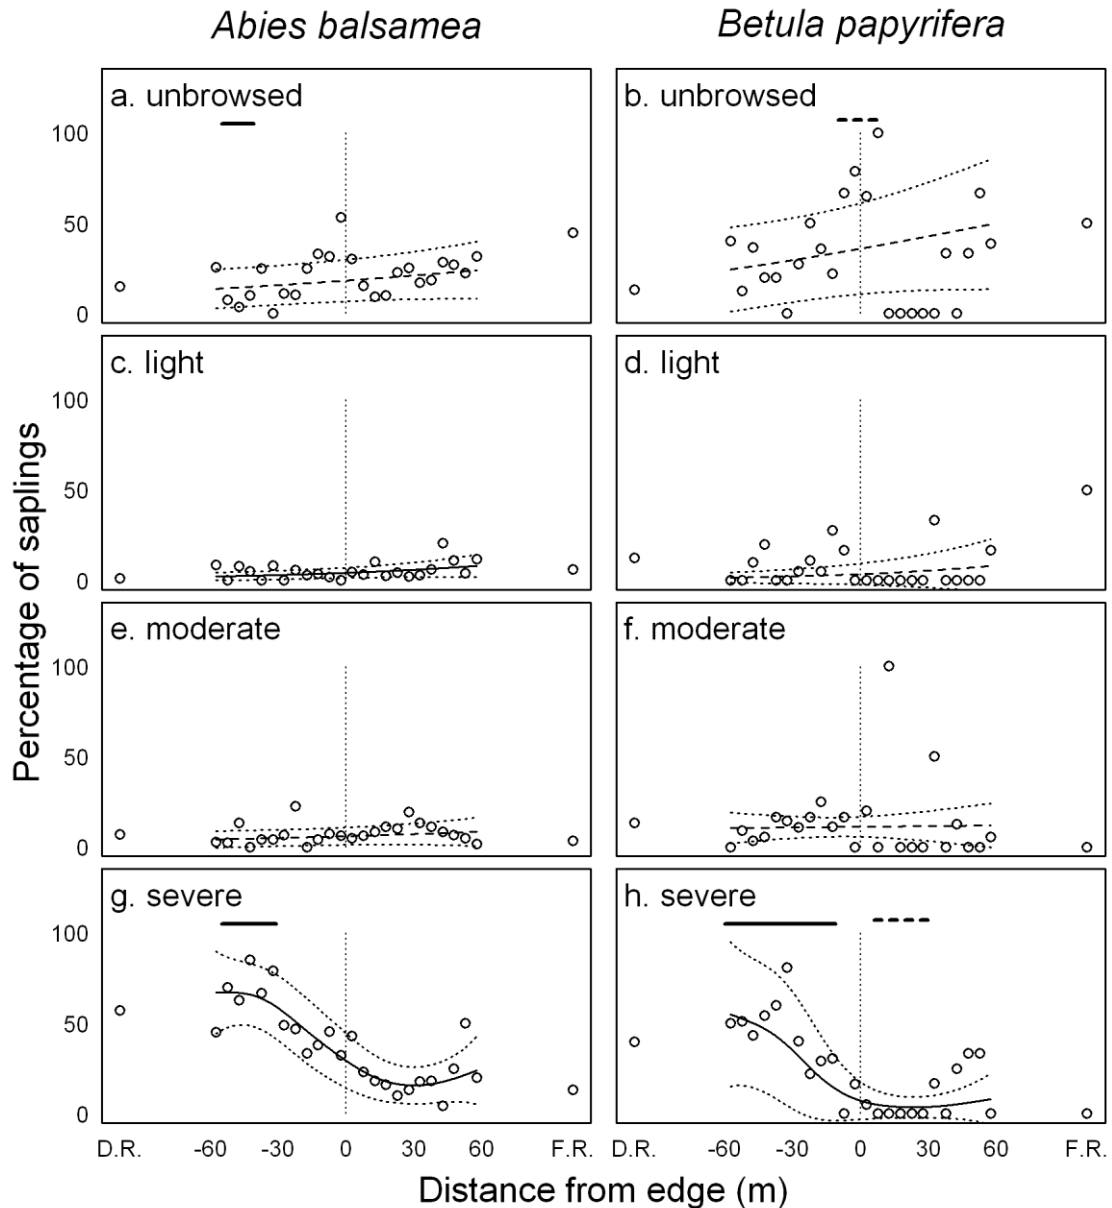 Abies balsamea
Betula papyrifera
a. unbrowsed
b. unbrowsed
100
50
0
c. light
d. light
100
50
0
Percentage of saplings
e. moderate
f. moderate
100
50
0
g. severe
h. severe
100
50
0
D.R. -60 -30 0 30 60 F.R.
D.R. -60 -30 0 30 60 F.R.
Distance from edge (m)